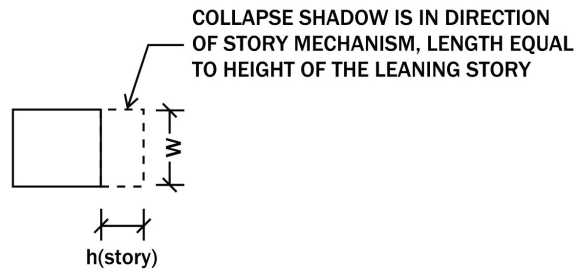 COLLAPSE SHADOW IS IN DIRECTION
OF STORY MECHANISM, LENGTH EQUAL
TO HEIGHT OF THE LEANING STORY
W
h(story)